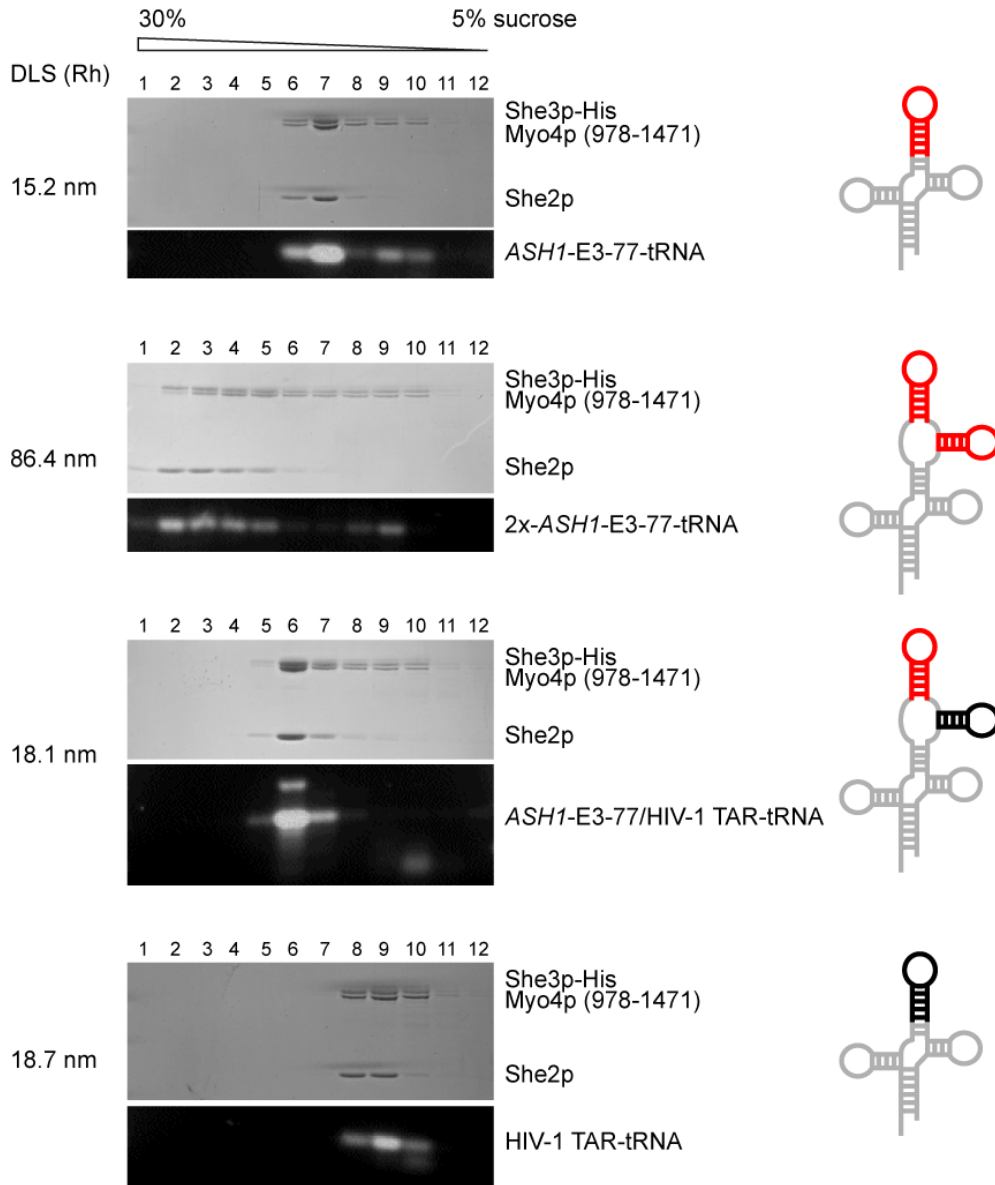 30% 5% sucrose
DLS (Rh)
1 2 3 4 5 6 7 8 9 10 11 12
She3p-His
Myo4p (978-1471)
15.2 nm
She2p
ASH1-E3-77-tRNA
1 2 3 4 5 6 7 8 9 10 11 12
She3p-His
Myo4p (978-1471)
86.4 nm
She2p
2x-ASH1-E3-77-tRNA
1 2 3 4 5 6 7 8 9 10 11 12
She3p-His
Myo4p (978-1471)
She2p
18.1 nm
ASH1-E3-77/HIV-1 TAR-tRNA
1 2 3 4 5 6 7 8 9 10 11 12
She3p-His
Myo4p (978-1471)
18.7 nm
She2p
HIV-1 TAR-tRNA